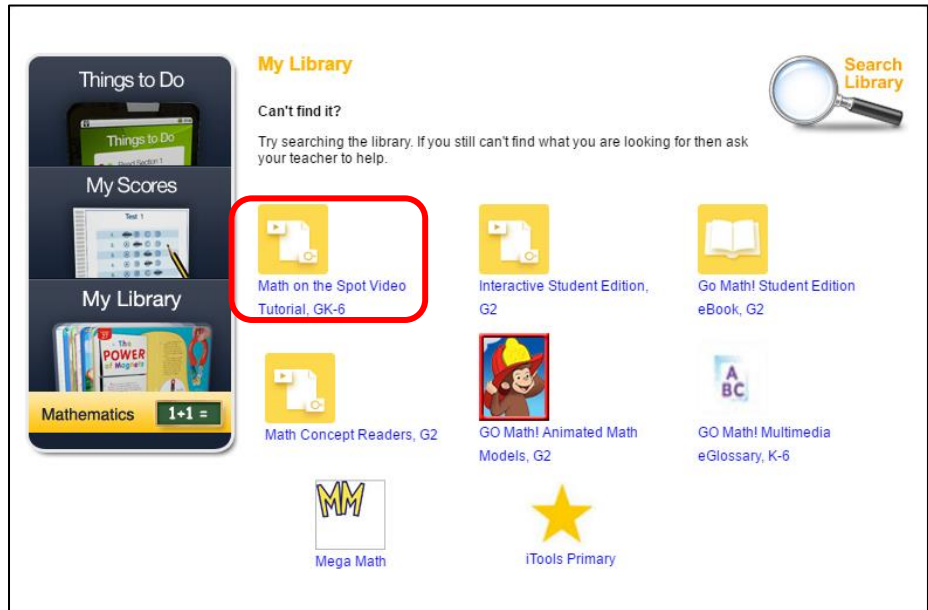 Things to Do
Things to Do
Read Section 1
My Scores
Test 1
My Library
The
POWER
of Magnets
Mathematics
1+1 =
My Library
Search
Library
Can't find it?
Try searching the library. If you still can't find what you are looking for then ask
your teacher to help.
Math on the Spot Video
Tutorial, GK-6
Interactive Student Edition,
G2
Go Math! Student Edition
eBook, G2
Math Concept Readers, G2
GO Math! Animated Math
Models, G2
A
BC
GO Math! Multimedia
eGlossary, K-6
MM
Mega Math
iTools Primary